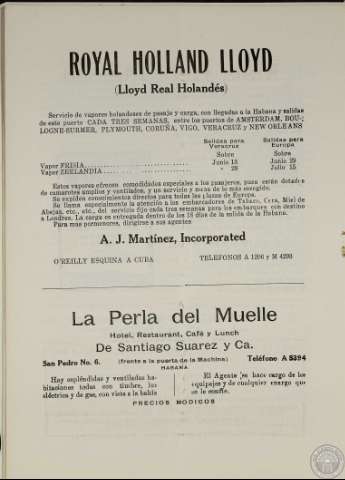 ROYAL HOLLAND LLOYD
(Lloyd Real Holandés)
Servicio de vapores holandeses de pasaje y carga, con llegadas a la Habana y salidas
de este puerto CADA TRES SEMANAS, entre los puertos de AMSTERDAM, BOU-
LOGNE-SURMER, PLYMOUTH, CORUÑA, VIGO, VERACRUZ y NEW ORLEANS
Salidas para Salidas para
Veracruz Europa
Sobre Sobre
Vapor FRISIA Junio 13 Junio 29
Vapor ZEELANDIA " 29 Julio 15
Estos vapores ofrecen comodidades especiales a los pasajeros, pues están dotados
de camarotes amplios y ventilados, y un servicio y mesa de lo más escogido.
Se expiden conocimientos directos para todas las plazas de Europa.
Se llama especialmente la atención a los embarcadores de Tabaco, Cera, Miel de
Abejas, etc., etc., del servicio fijo cada tres semanas para los embarques con destino
a Londres. La carga es entregada dentro de los 18 días de la salida de la Habana.
Para mas pormenores, dirigirse a sus agentes
A. J. Martínez, Incorporated
O'REILLY ESQUINA A CUBA TELEFONOS A 1206 y M 4293
La Perla del Muelle
Hotel, Restaurant, Café y Lunch
De Santiago Suarez y Ca.
San Pedro No. 6. (frente a la puerta de la Machina) Teléfono A 5394
HABANA
Hay espléndidas y ventiladas ha-
bitaciones todas con timbre, luz
eléctrica y de gas, con vista a la bahía
El Agente se hace cargo de los
equipajes y de cualquier encargo que
se le confíe.
PRECIOS MODICOS